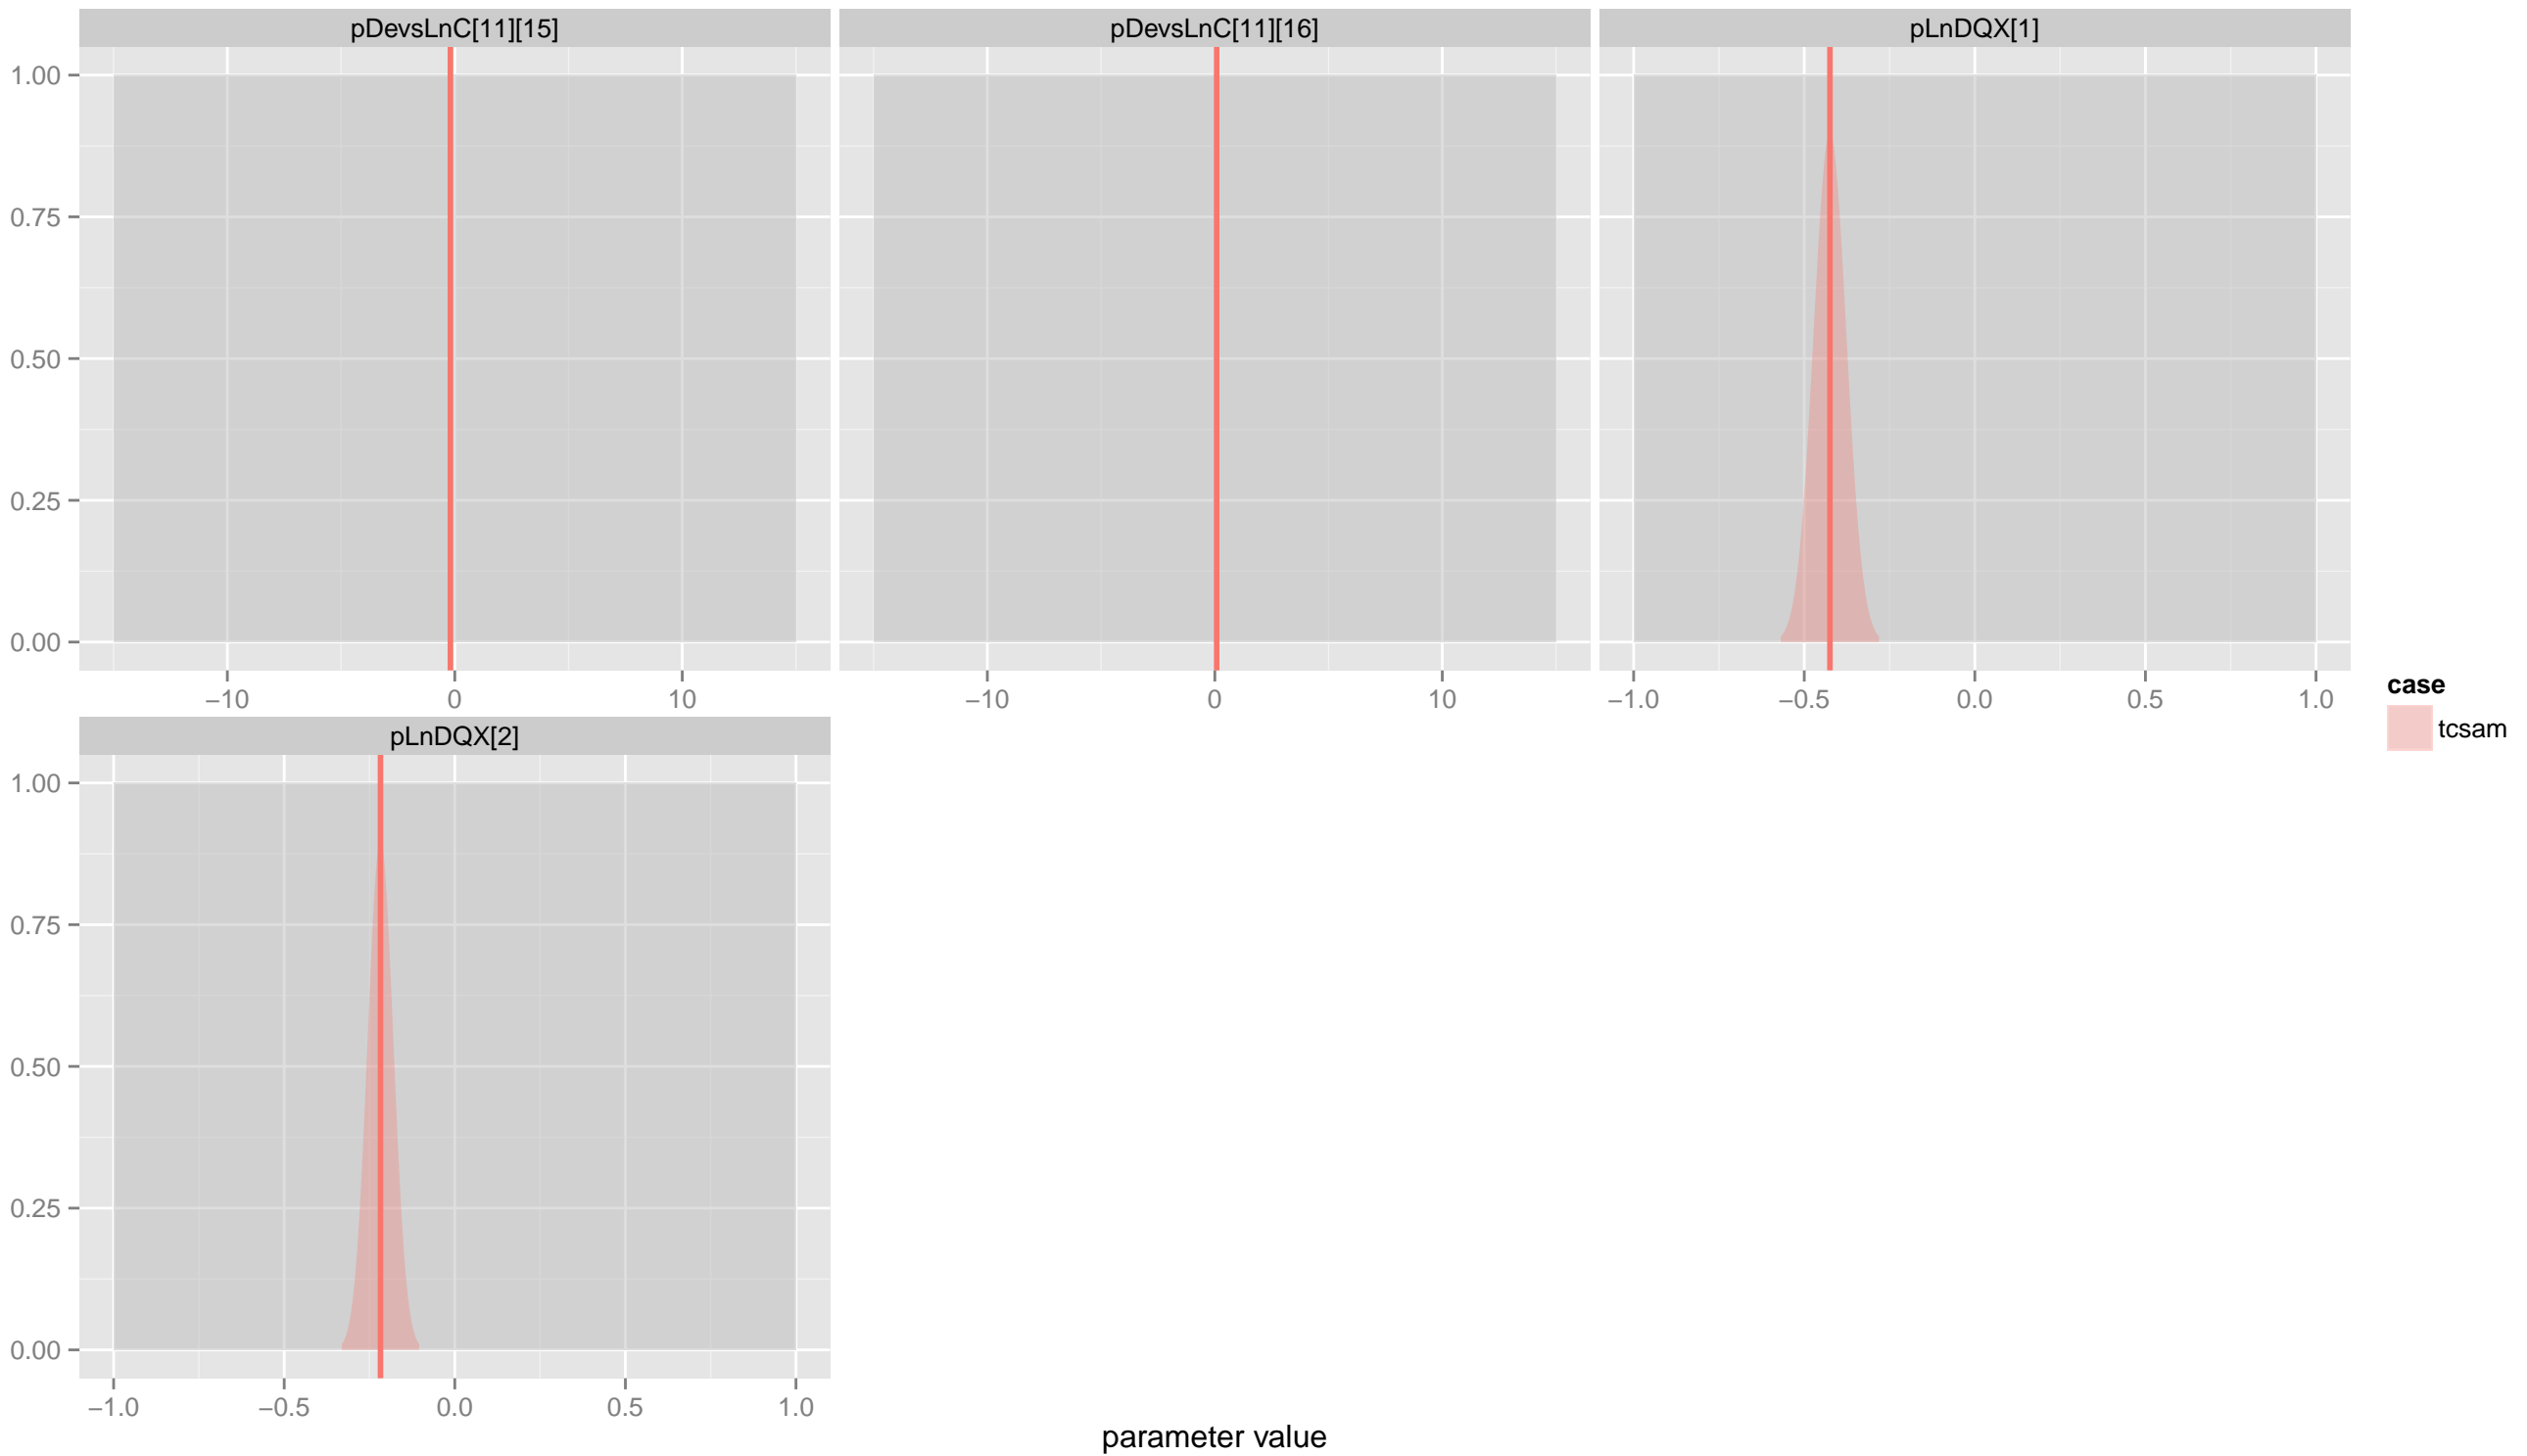 pDevsLnC[11][15] pDevsLnC[11][16] pLnDQX[1]
1.00
0.75
0.50
0.25
0.00
−10 0 10 −10 0 10 −1.0 −0.5 0.0 0.5 1.0
case
tcsam
pLnDQX[2]
1.00
0.75
0.50
0.25
0.00
−1.0 −0.5 0.0 0.5 1.0
parameter value